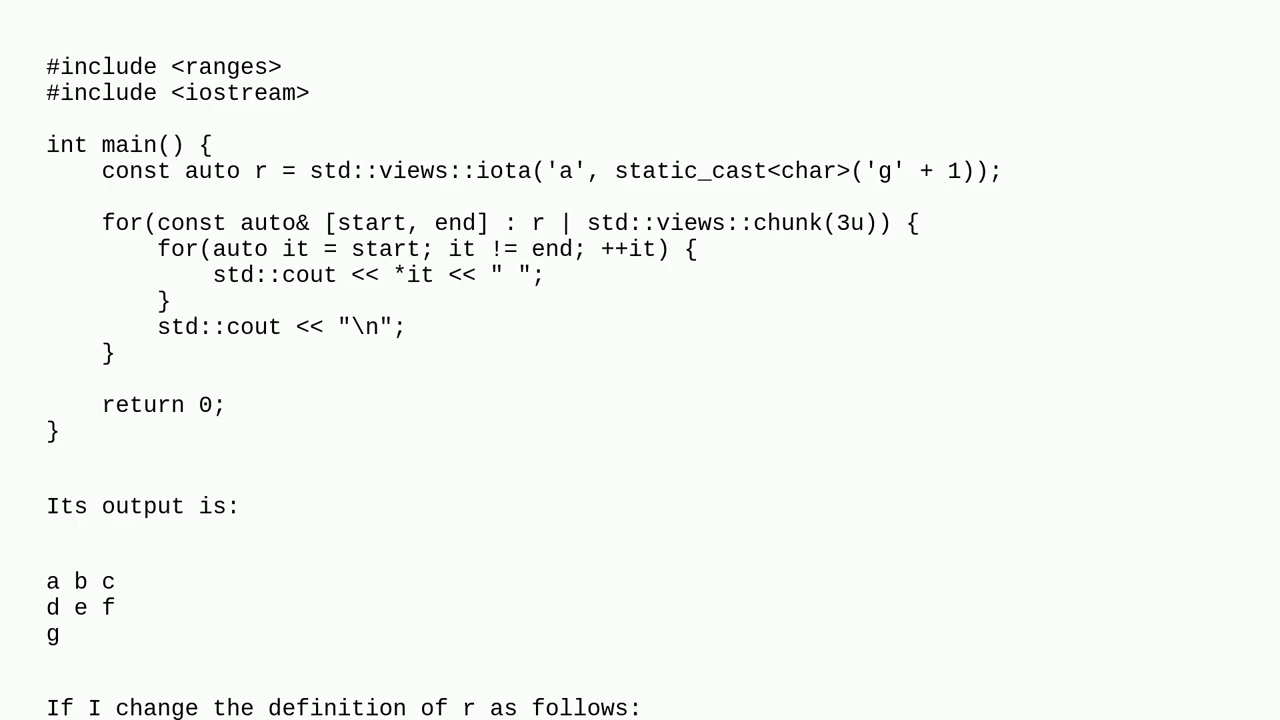 #include <ranges>
#include <iostream>

int main() {
    const auto r = std::views::iota('a', static_cast<char>('g' + 1));

    for(const auto& [start, end] : r | std::views::chunk(3u)) {
        for(auto it = start; it != end; ++it) {
            std::cout << *it << " ";
        }
        std::cout << "\n";
    }

    return 0;
}

Its output is:

a b c
d e f
g

If I change the definition of r as follows: